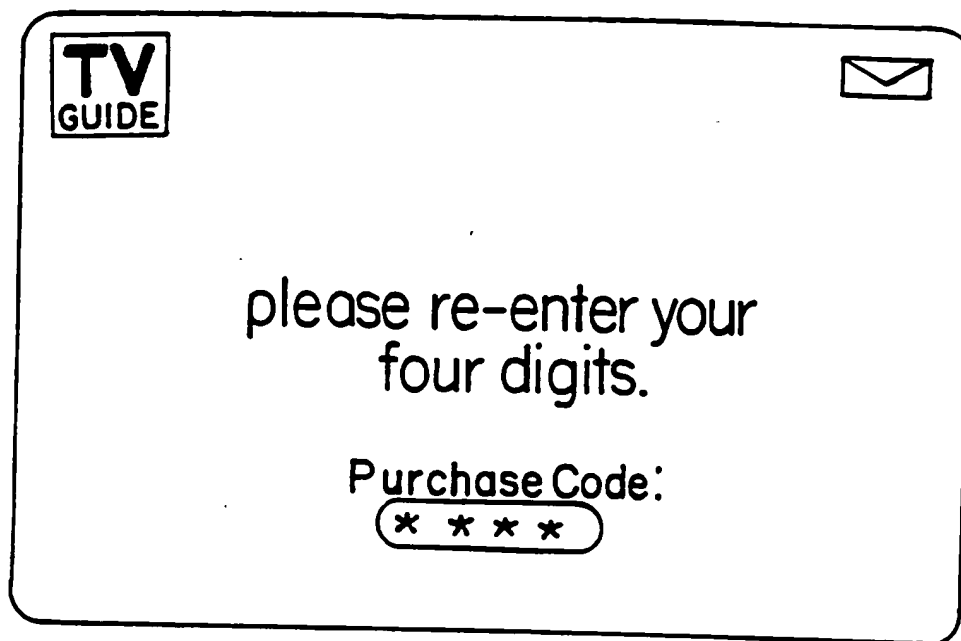 TV
GUIDE
please re-enter your
four digits.
Purchase Code:
* * * *